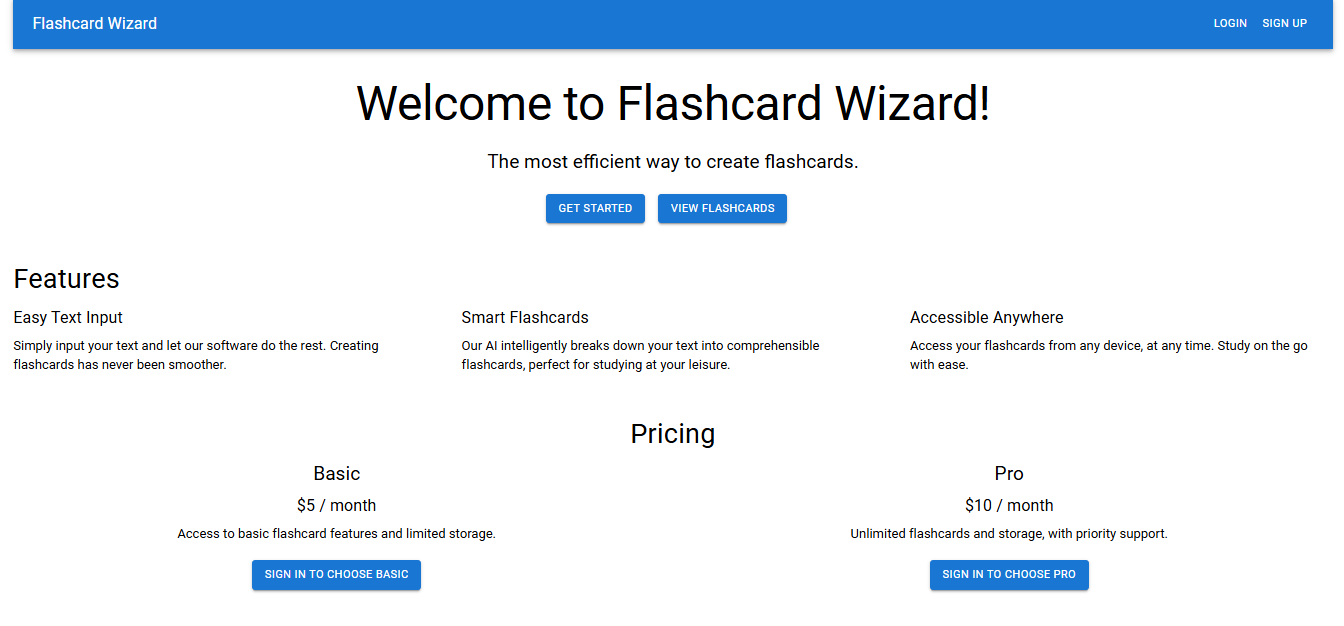 Flashcard Wizard
LOGIN SIGN UP
Welcome to Flashcard Wizard!
The most efficient way to create flashcards.
GET STARTED VIEW FLASHCARDS
Features
Easy Text Input
Simply input your text and let our software do the rest. Creating
flashcards has never been smoother.
Smart Flashcards
Our AI intelligently breaks down your text into comprehensible
flashcards, perfect for studying at your leisure.
Accessible Anywhere
Access your flashcards from any device, at any time. Study on the go
with ease.
Pricing
Basic
$5 / month
Access to basic flashcard features and limited storage.
SIGN IN TO CHOOSE BASIC
Pro
$10 / month
Unlimited flashcards and storage, with priority support.
SIGN IN TO CHOOSE PRO